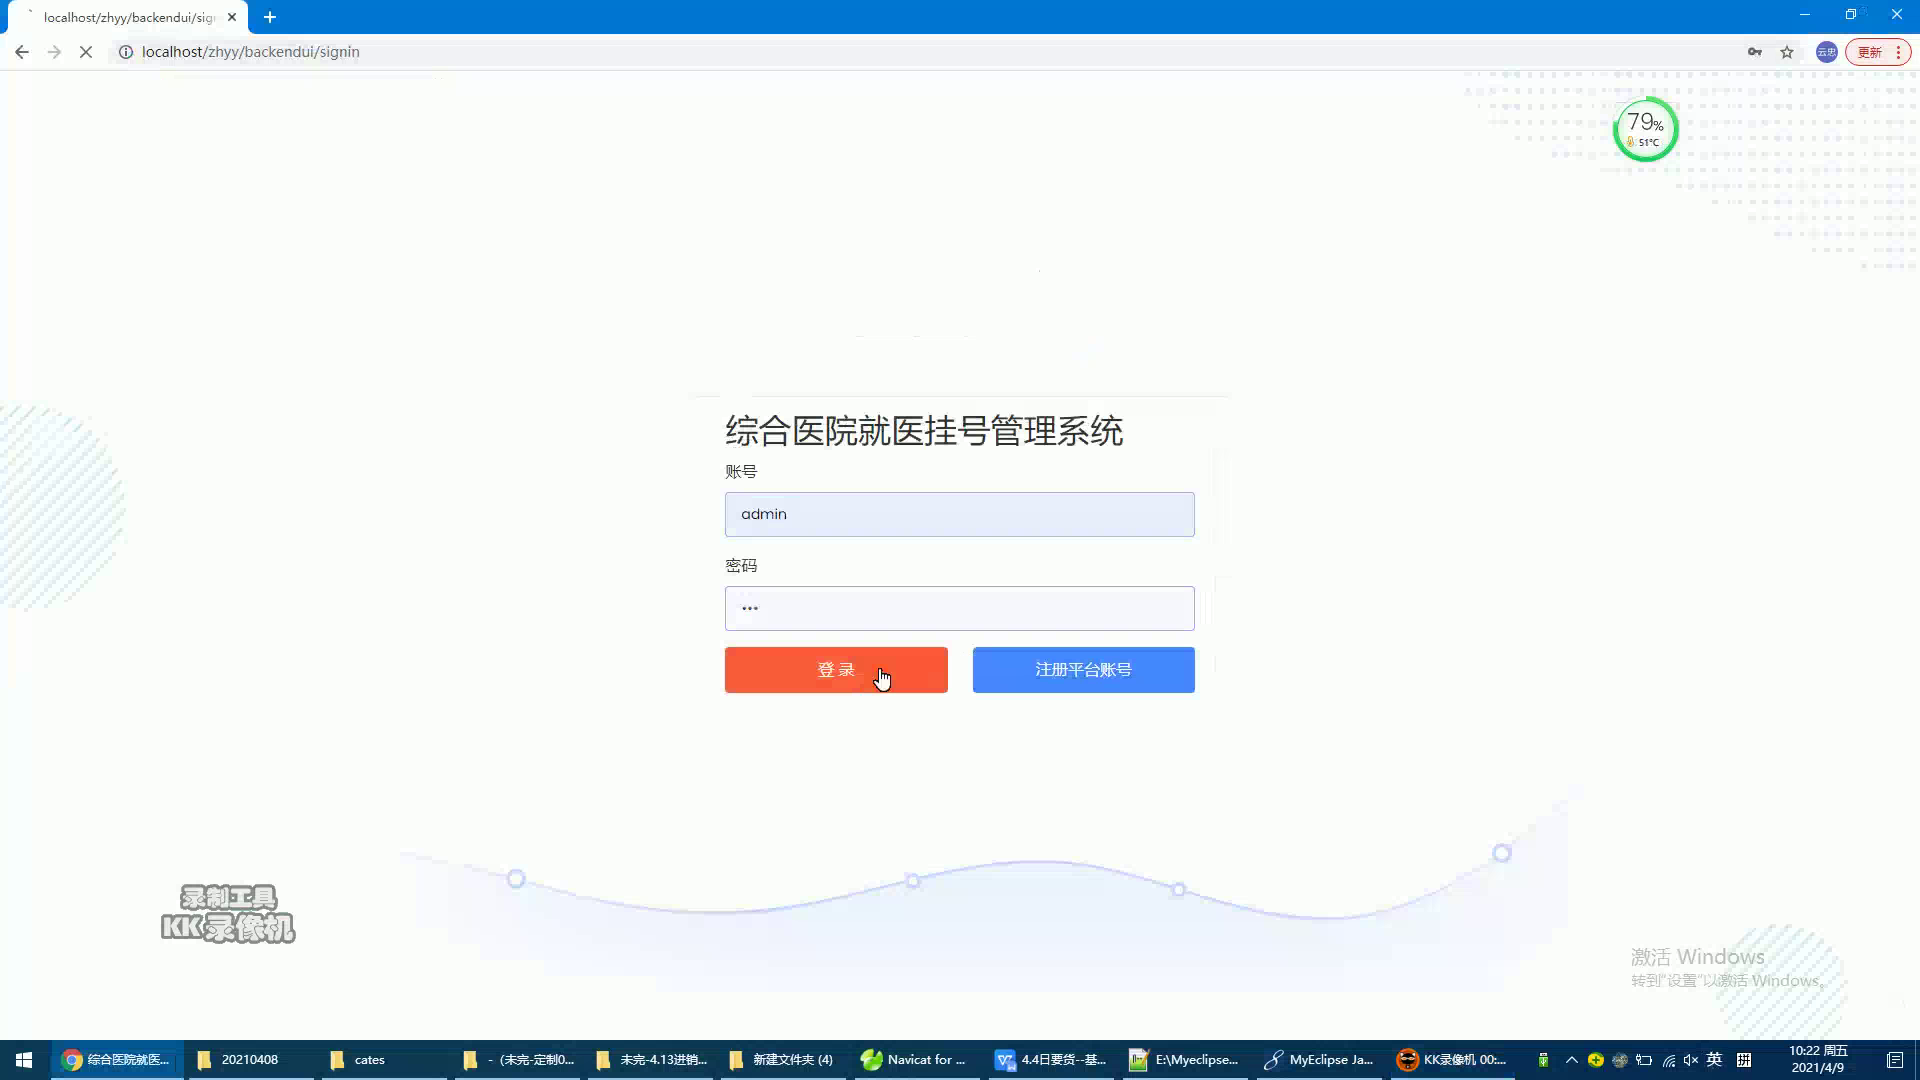 localhost/zhyy/backendui/sig
localhost/zhyy/backendui/signin
云忠
更新
79%
51°C
综合医院就医挂号管理系统
账号
admin
密码
•••
登 录
注册平台账号
录制工具
KK录像机
激活 Windows
转到"设置"以激活 Windows。
综合医院就医...
20210408
cates
-（未完-定制0...
未完-4.13进销...
新建文件夹 (4)
Navicat for ...
4.4日要货--基...
E:\Myeclipse...
MyEclipse Ja...
KK录像机 00:...
英
拼
10:22 周五
2021/4/9